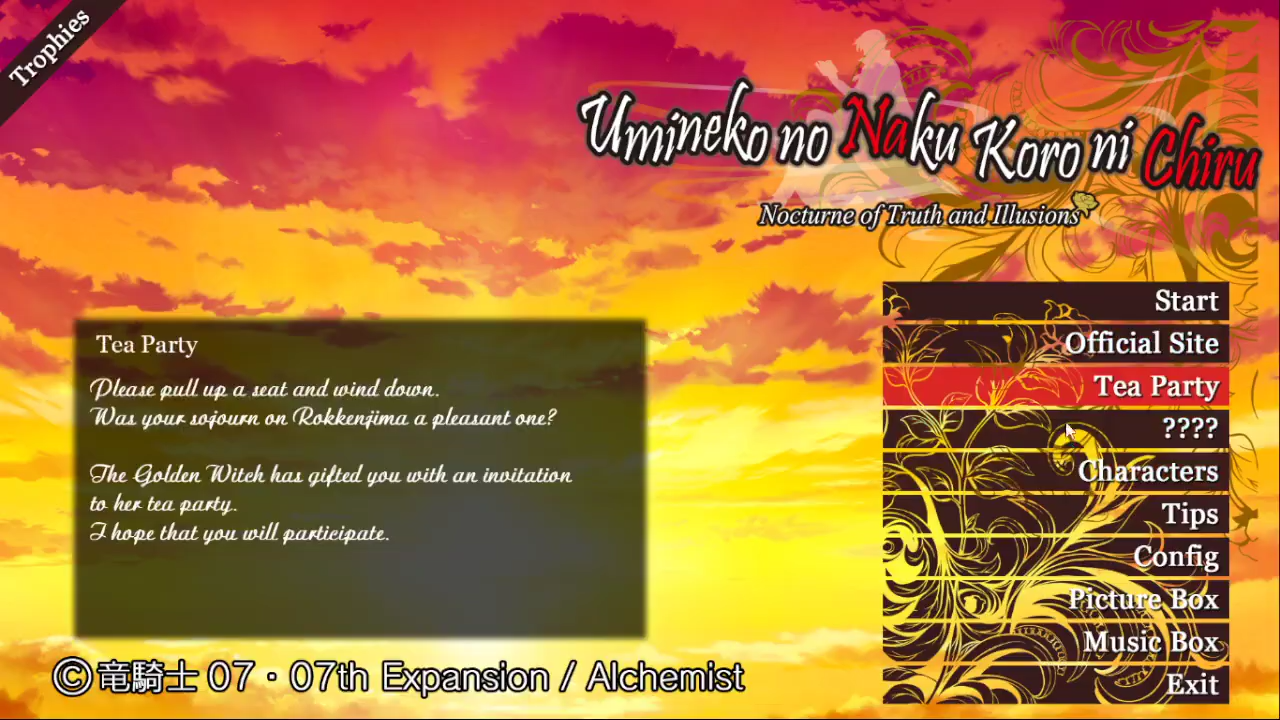 Trophies
Umineko no Naku Koro ni Chiru
Nocturne of Truth and Illusions
Tea Party
Please pull up a seat and wind down.
Was your sojourn on Rokkenjima a pleasant one?
The Golden Witch has gifted you with an invitation
to her tea party.
I hope that you will participate.
Start
Official Site
Tea Party
????
Characters
Tips
Config
Picture Box
Music Box
Exit
©竜騎士07・07th Expansion / Alchemist